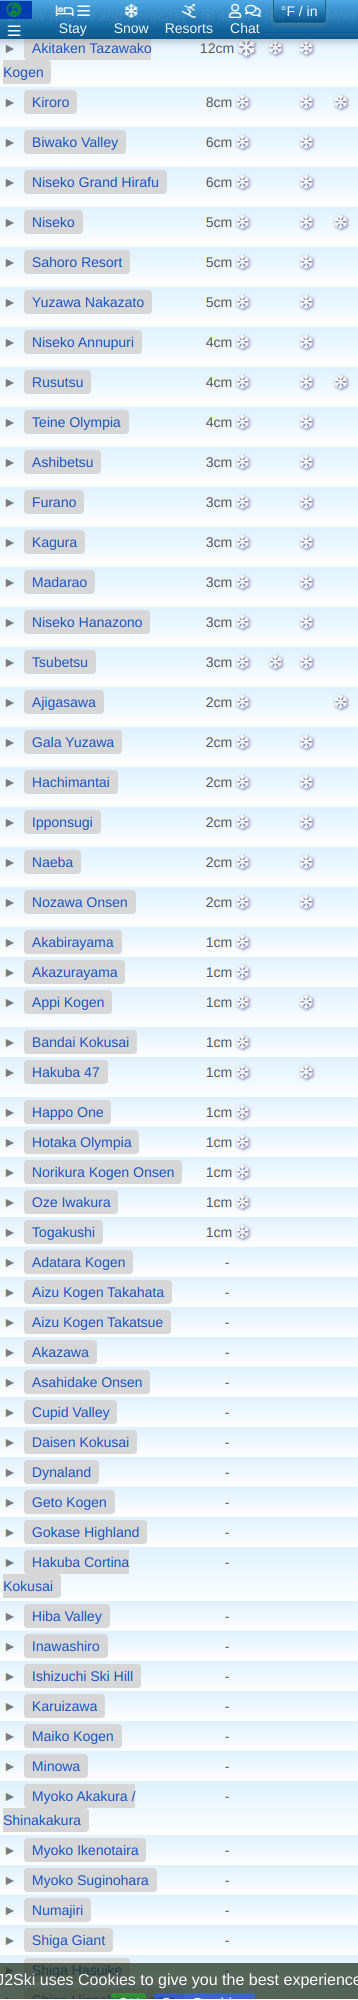 °F / in
Stay Snow Resorts Chat
Akitaken Tazawako 12cm
Kogen
Kiroro 8cm
Biwako Valley 6cm
Niseko Grand Hirafu 6cm
Niseko 5cm
Sahoro Resort 5cm
Yuzawa Nakazato 5cm
Niseko Annupuri 4cm
Rusutsu 4cm
Teine Olympia 4cm
Ashibetsu 3cm
Furano 3cm
Kagura 3cm
Madarao 3cm
Niseko Hanazono 3cm
Tsubetsu 3cm
Ajigasawa 2cm
Gala Yuzawa 2cm
Hachimantai 2cm
Ipponsugi 2cm
Naeba 2cm
Nozawa Onsen 2cm
Akabirayama 1cm
Akazurayama 1cm
Appi Kogen 1cm
Bandai Kokusai 1cm
Hakuba 47 1cm
Happo One 1cm
Hotaka Olympia 1cm
Norikura Kogen Onsen 1cm
Oze Iwakura 1cm
Togakushi 1cm
Adatara Kogen -
Aizu Kogen Takahata -
Aizu Kogen Takatsue -
Akazawa -
Asahidake Onsen -
Cupid Valley -
Daisen Kokusai -
Dynaland -
Geto Kogen -
Gokase Highland -
Hakuba Cortina -
Kokusai
Hiba Valley -
Inawashiro -
Ishizuchi Ski Hill -
Karuizawa -
Maiko Kogen -
Minowa -
Myoko Akakura / -
Shinakakura
Myoko Ikenotaira -
Myoko Suginohara -
Numajiri -
Shiga Giant -
J2Ski uses Cookies to give you the best experience